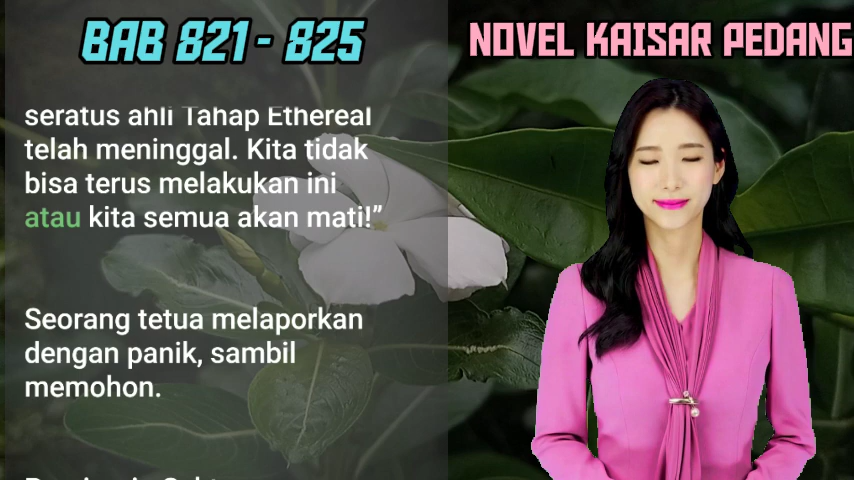 BAB 821 - 825
NOVEL KAISAR PEDANG
seratus ahli Tahap Ethereal
telah meninggal. Kita tidak
bisa terus melakukan ini
atau kita semua akan mati!”
Seorang tetua melaporkan
dengan panik, sambil
memohon.